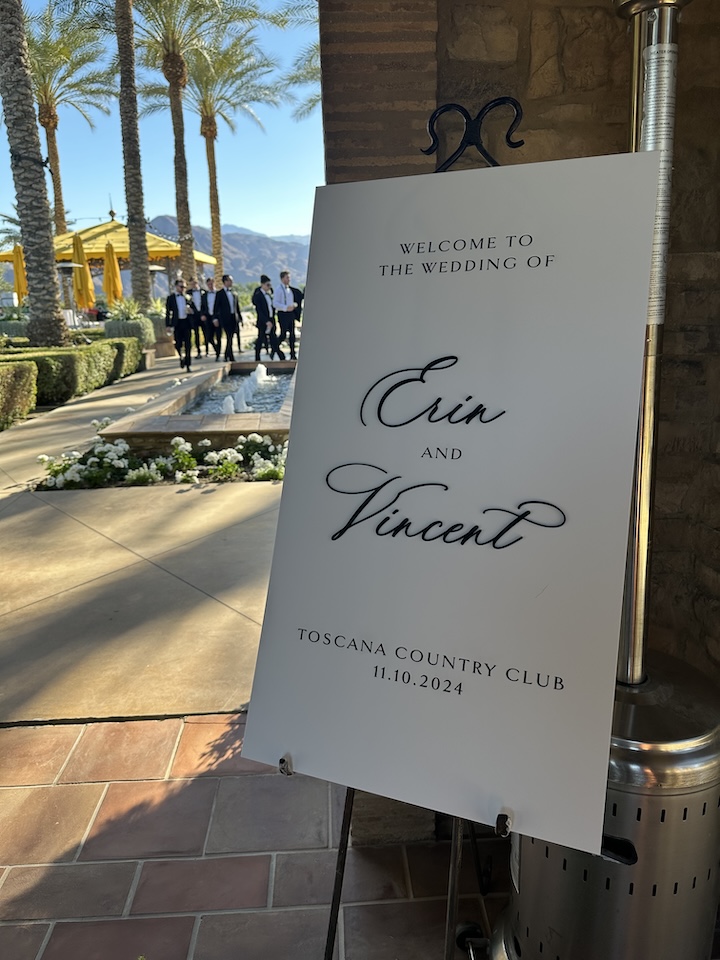 WELCOME TO
THE WEDDING OF
Erin
AND
Vincent
TOSCANA COUNTRY CLUB
11.10.2024